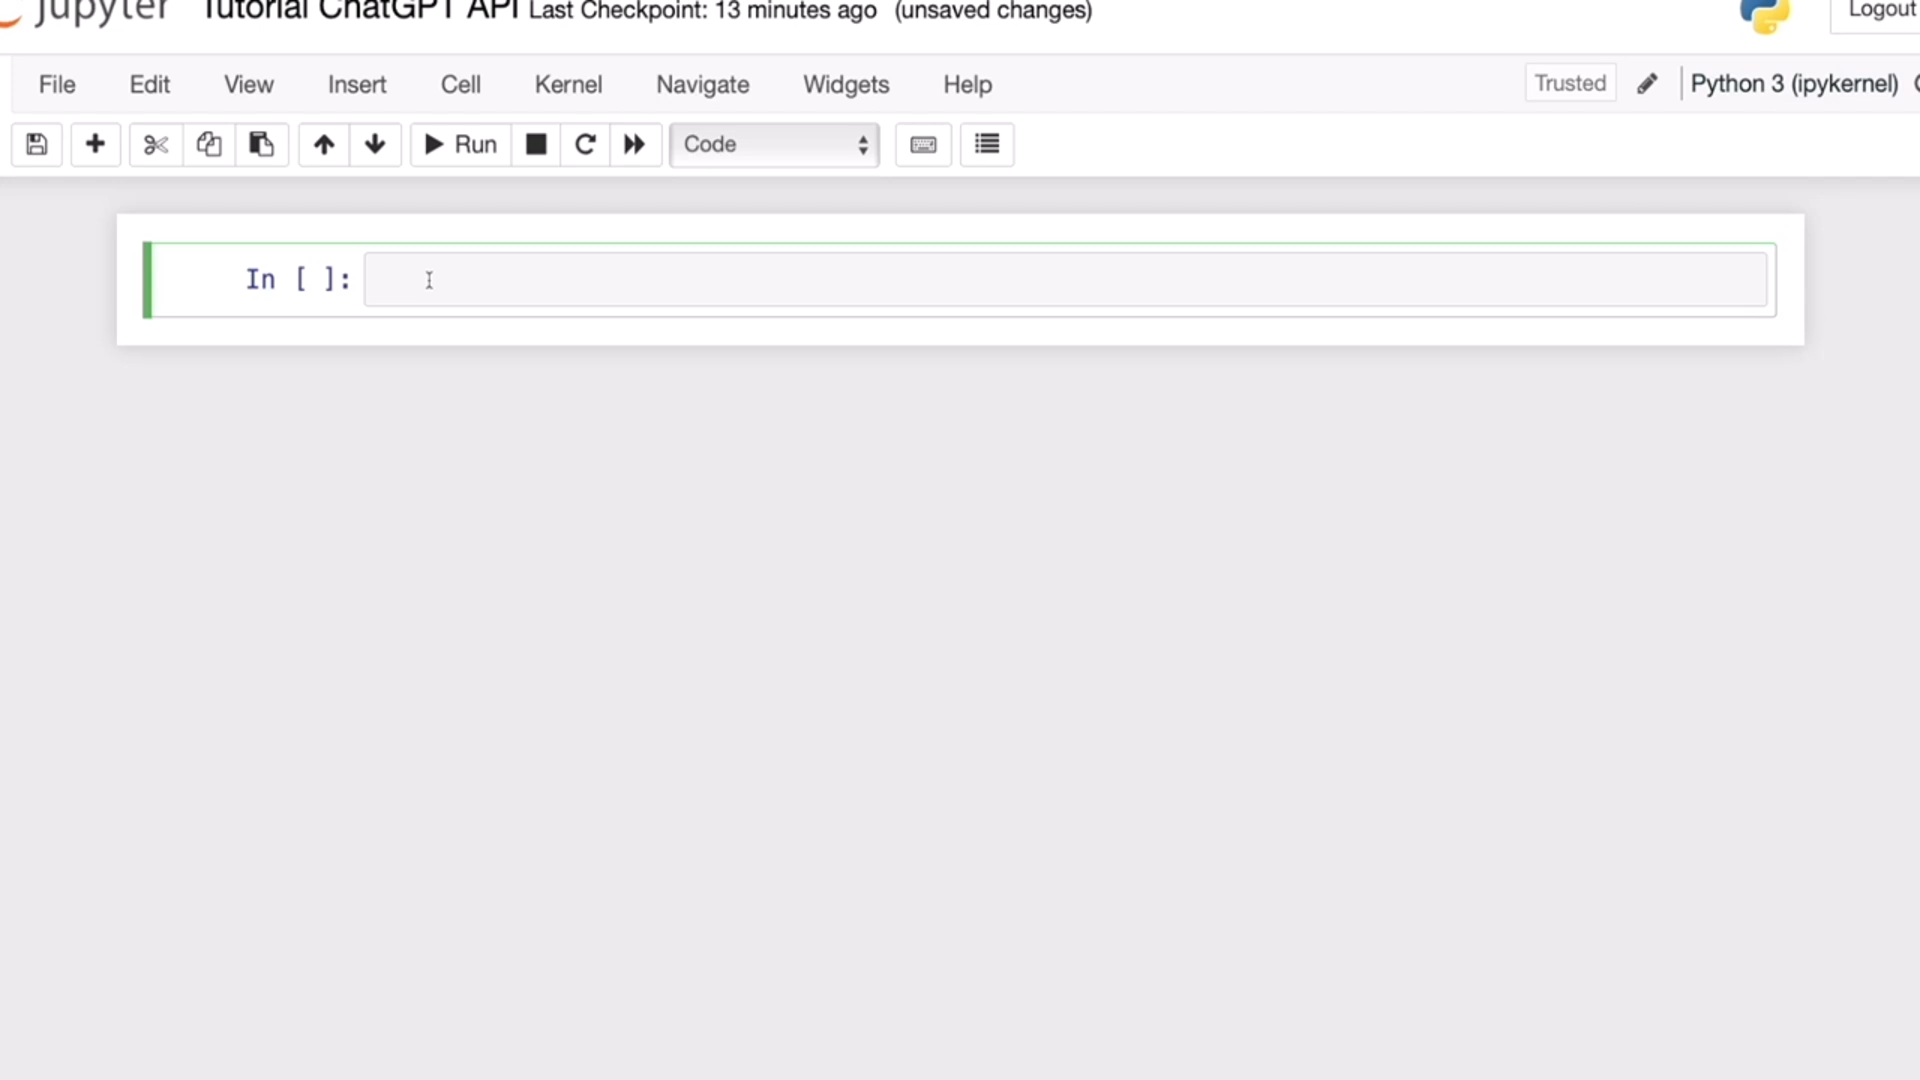 jupyter Tutorial ChatGPT API Last Checkpoint: 13 minutes ago (unsaved changes) Logout
File Edit View Insert Cell Kernel Navigate Widgets Help Trusted Python 3 (ipykernel)
Run Code
In [ ]: